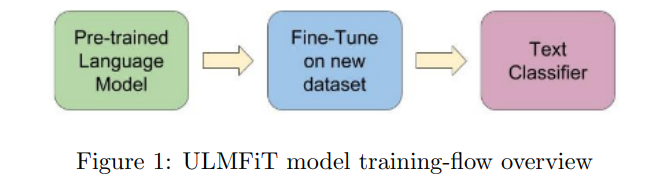 Pre-trained
Language
Model
Fine-Tune
on new
dataset
Text
Classifier
Figure 1: ULMFiT model training-flow overview